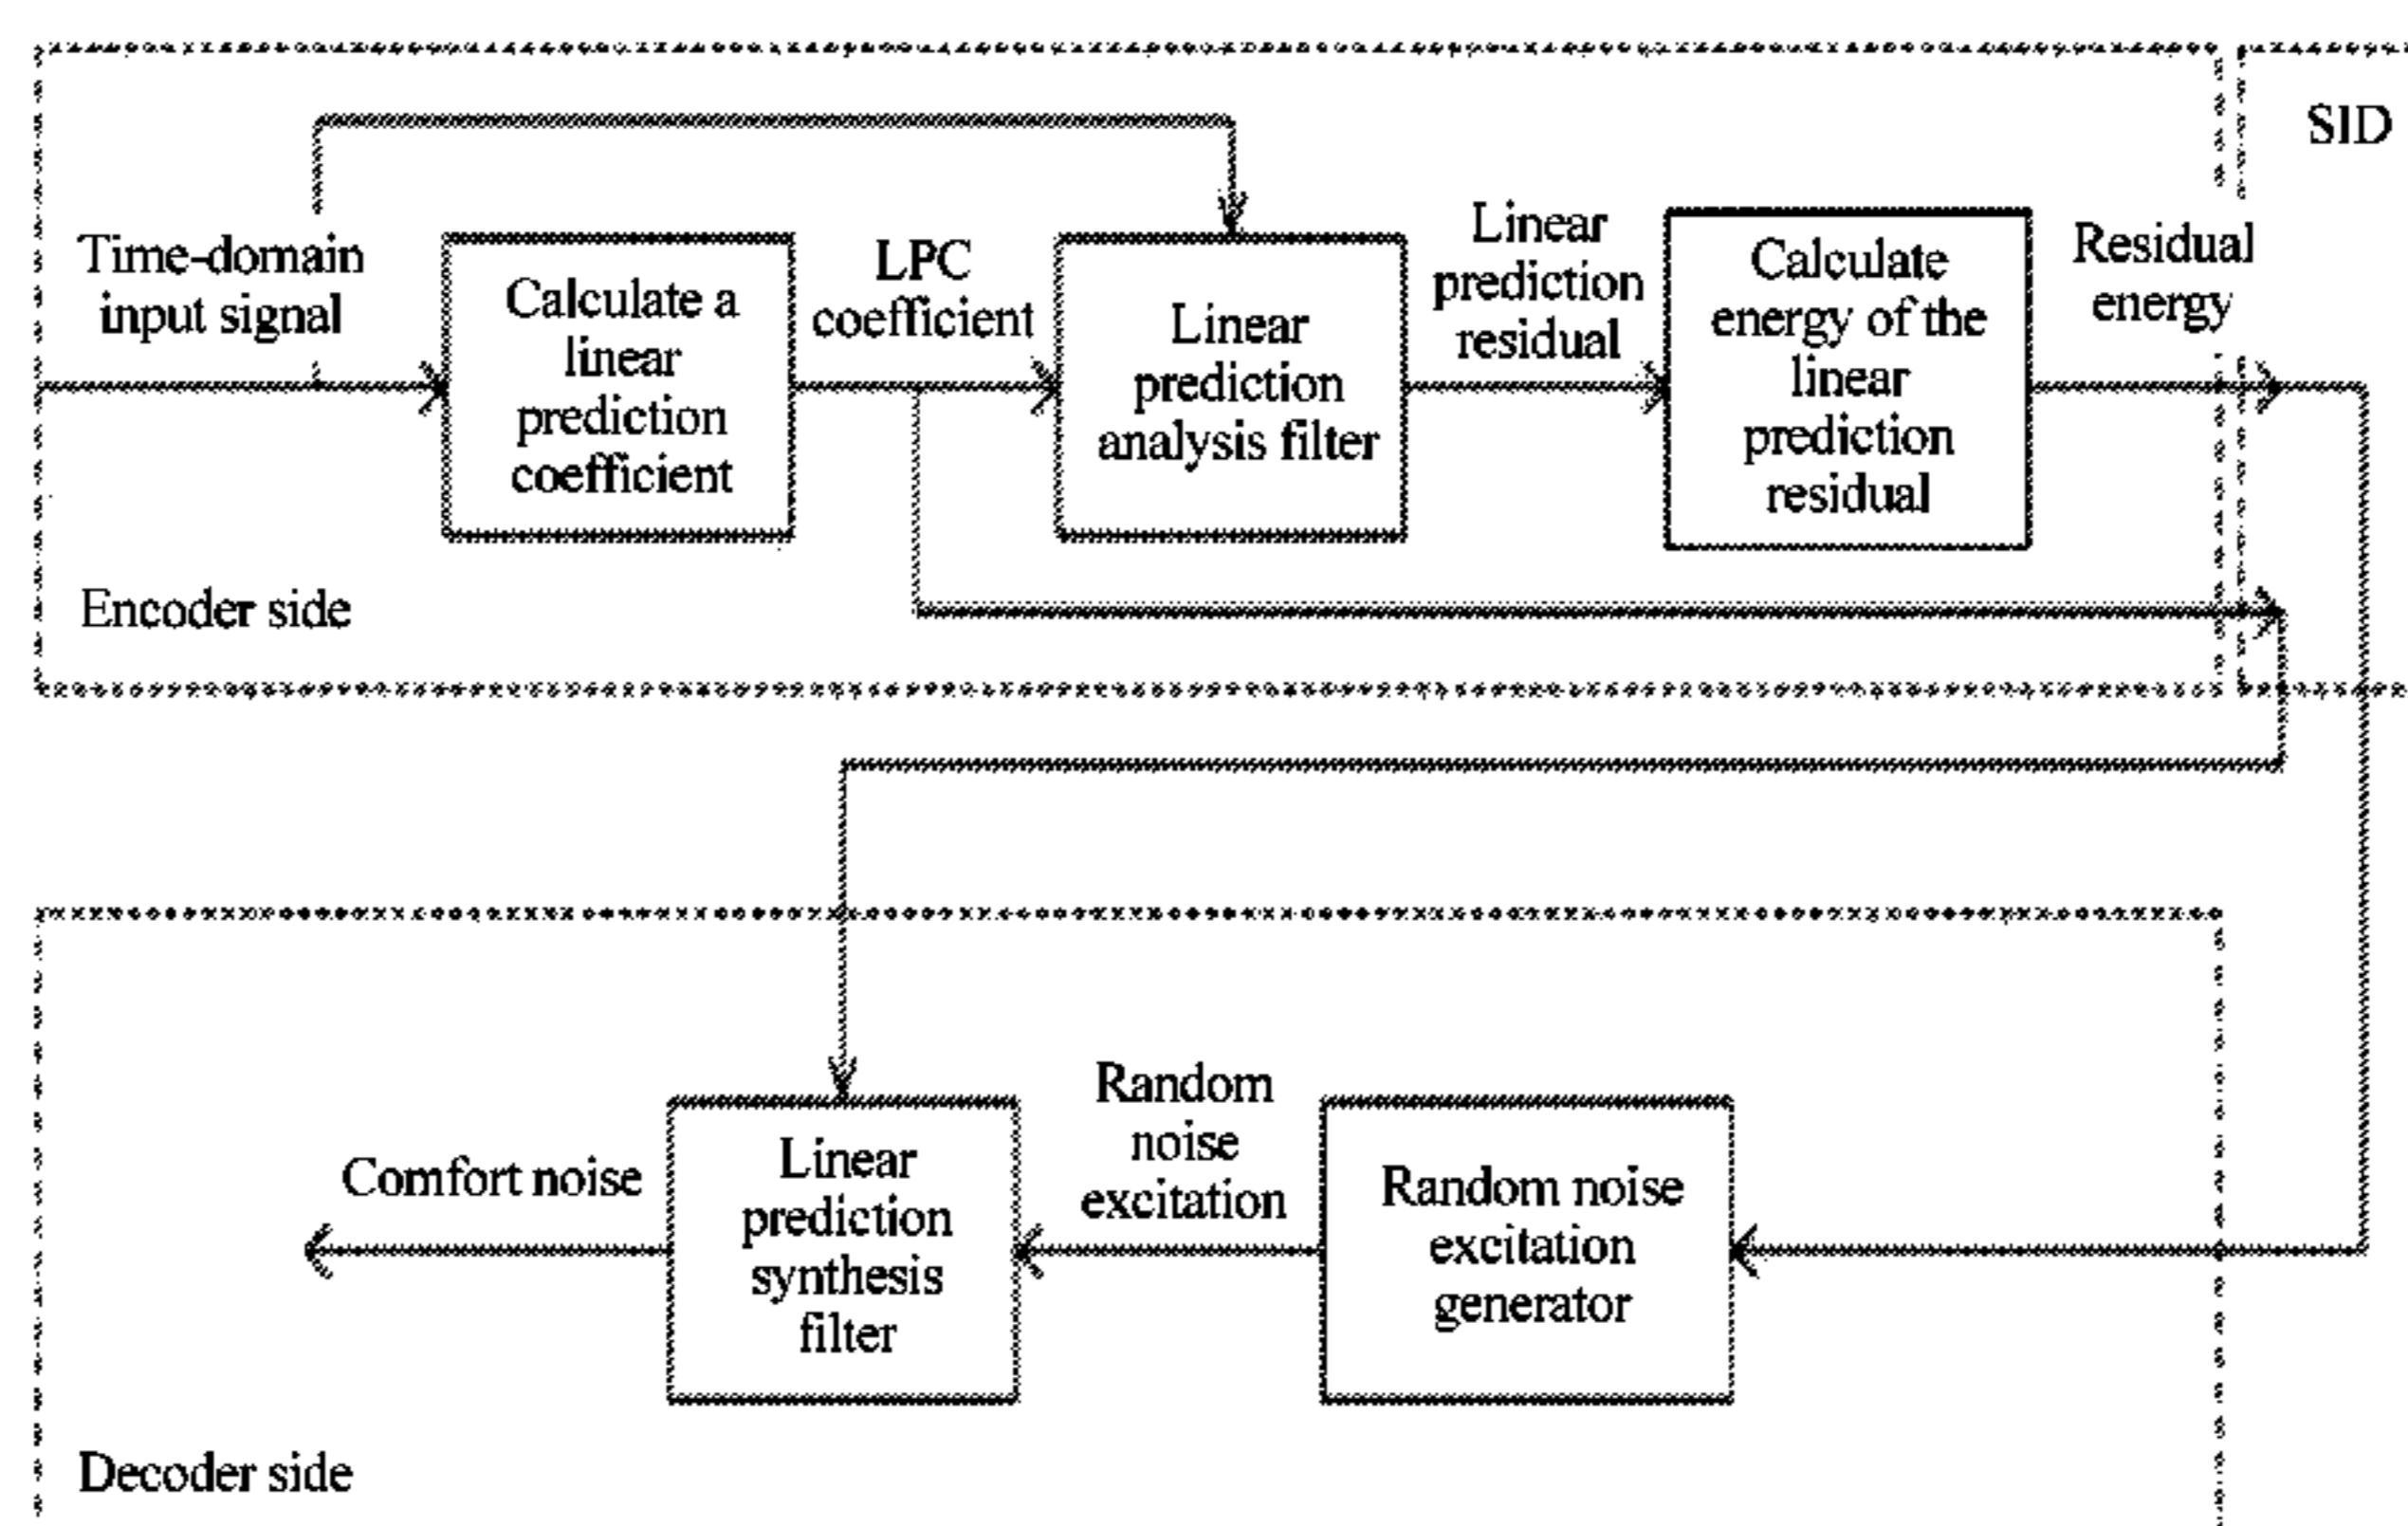 SID
Time-domain
input signal
Calculate a
linear
prediction
coefficient
LPC
coefficient
Linear
prediction
analysis filter
Linear
prediction
residual
Calculate
energy of the
linear
prediction
residual
Residual
energy
Encoder side
Comfort noise
Linear
prediction
synthesis
filter
Random
noise
excitation
Random noise
excitation
generator
Decoder side